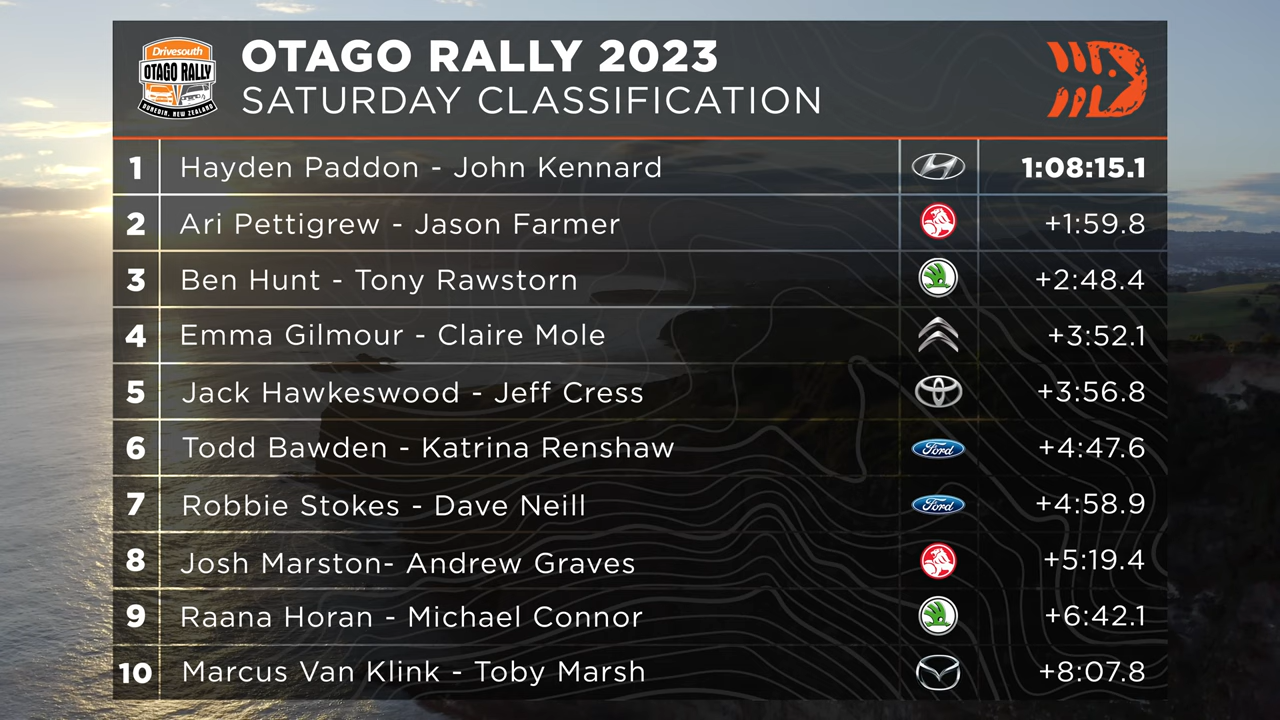 Drivesouth
OTAGO RALLY
DUNEDIN, NEW ZEALAND
OTAGO RALLY 2023
SATURDAY CLASSIFICATION
1 Hayden Paddon - John Kennard 1:08:15.1
2 Ari Pettigrew - Jason Farmer +1:59.8
3 Ben Hunt - Tony Rawstorn +2:48.4
4 Emma Gilmour - Claire Mole +3:52.1
5 Jack Hawkeswood - Jeff Cress +3:56.8
6 Todd Bawden - Katrina Renshaw Ford +4:47.6
7 Robbie Stokes - Dave Neill Ford +4:58.9
8 Josh Marston- Andrew Graves +5:19.4
9 Raana Horan - Michael Connor +6:42.1
10 Marcus Van Klink - Toby Marsh +8:07.8